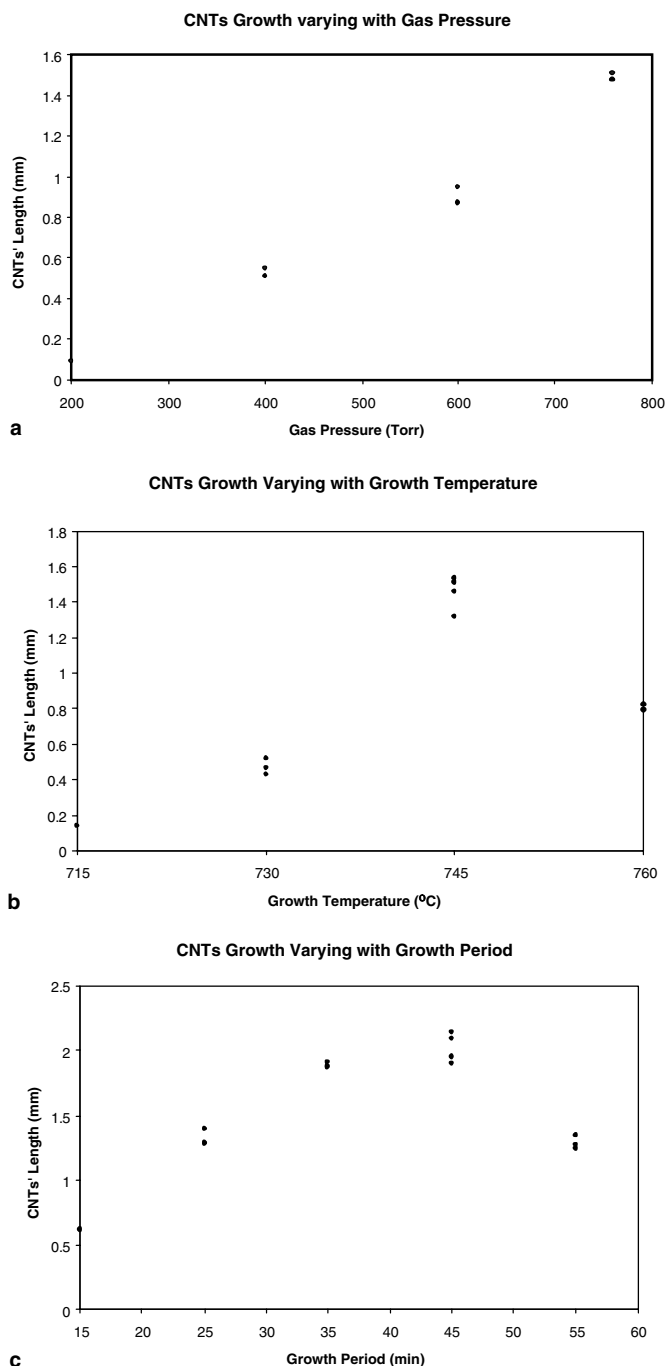 CNTs Growth varying with Gas Pressure
1.6
1.4
1.2
1
0.8
0.6
0.4
0.2
0
CNTs' Length (mm)
200 300 400 500 600 700 800
Gas Pressure (Torr)
a
CNTs Growth Varying with Growth Temperature
1.8
1.6
1.4
1.2
1
0.8
0.6
0.4
0.2
0
CNTs' Length (mm)
715 730 745 760
Growth Temperature (⁰C)
b
CNTs Growth Varying with Growth Period
2.5
2
1.5
1
0.5
0
CNTs' Length (mm)
15 20 25 30 35 40 45 50 55 60
Growth Period (min)
c